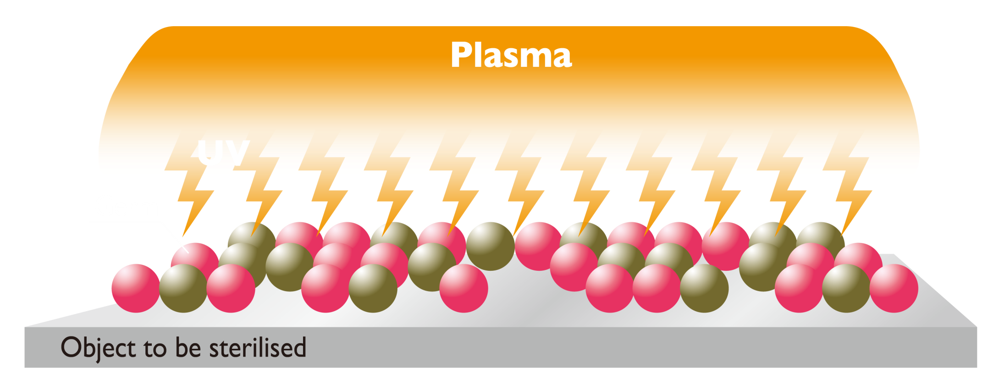 Plasma
UV
Object to be sterilised